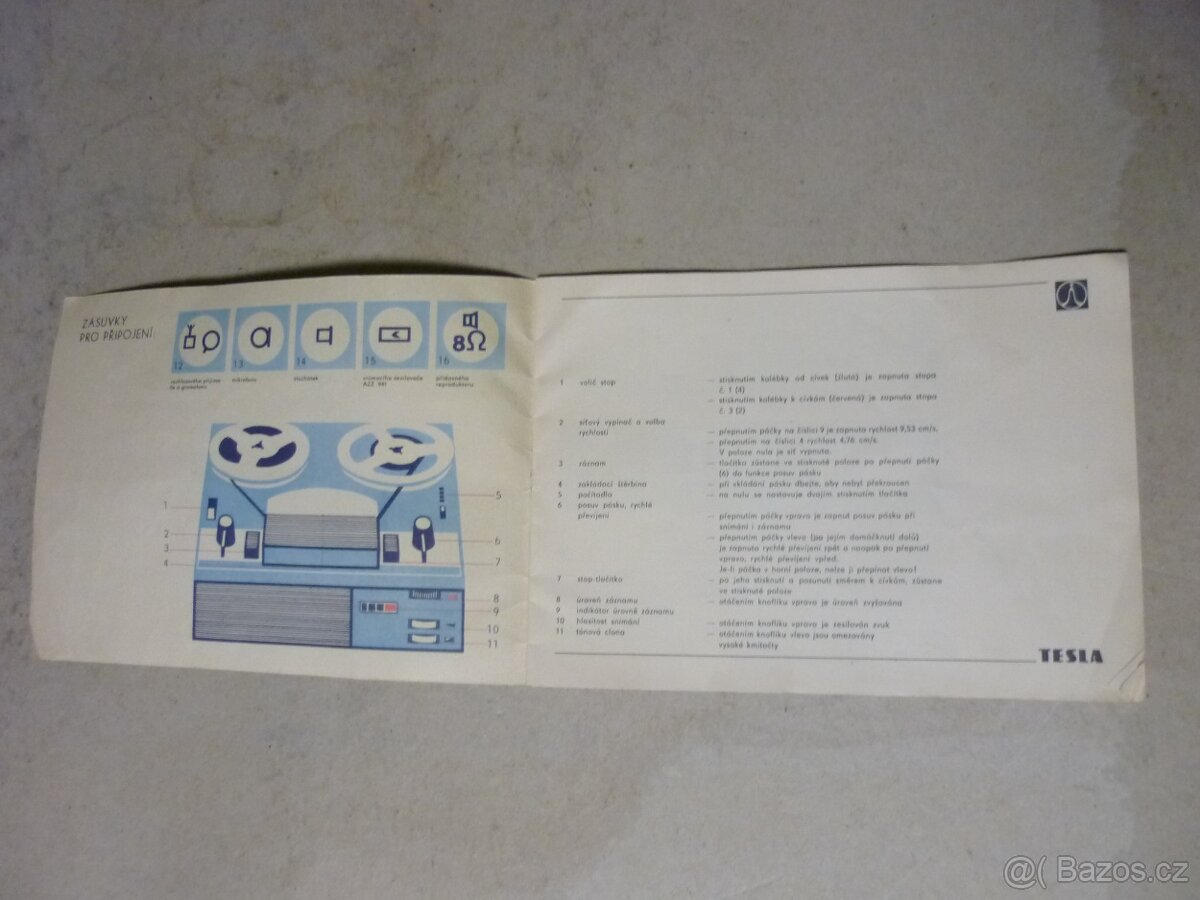 ZÁSUVKY
PRO PŘIPOJENÍ:
8Ω
12 13 14 15 16
rozhlasového přijíma-
če a gramofonu
mikrofonu
sluchátek
snímacího zesilovače
AZZ 941
přídavného
reproduktoru
1
2
3
4
5
6
7
8
9
10
11
1 volič stop — stisknutím kolébky od cívek (žlutá) je zapnuta stopa
č. 1 (4)
— stisknutím kolébky k cívkám (červená) je zapnuta stopa
č. 3 (2)
2 síťový vypínač a volba
rychlosti
— přepnutím páčky na číslici 9 je zapnuta rychlost 9,53 cm/s,
— přepnutím na číslici 4 rychlost 4,76 cm/s.
V poloze nula je síť vypnuta.
3 záznam — tlačítko zůstane ve stisknuté poloze po přepnutí páčky
(6) do funkce posuv pásku
4 zakládací štěrbina — při vkládání pásku dbejte, aby nebyl překroucen
5 počítadlo — na nulu se nastavuje dvojím stisknutím tlačítka
6 posuv pásku, rychlé
převíjení
— přepnutím páčky vpravo je zapnut posuv pásku při
snímání i záznamu
— přepnutím páčky vlevo (po jejím domáčknutí dolů)
je zapnuto rychlé převíjení zpět a naopak po přepnutí
vpravo, rychlé převíjení vpřed.
Je-li páčka v horní poloze, nelze ji přepínat vlevo!
7 stop-tlačítko — po jeho stisknutí a posunutí směrem k cívkám, zůstane
ve stisknuté poloze
8 úroveň záznamu — otáčením knoflíku vpravo je úroveň zvyšována
9 indikátor úrovně záznamu
10 hlasitost snímání — otáčením knoflíku vpravo je zesilován zvuk
11 tónová clona — otáčením knoflíku vlevo jsou omezovány
vysoké kmitočty
TESLA
@( Bazos.cz